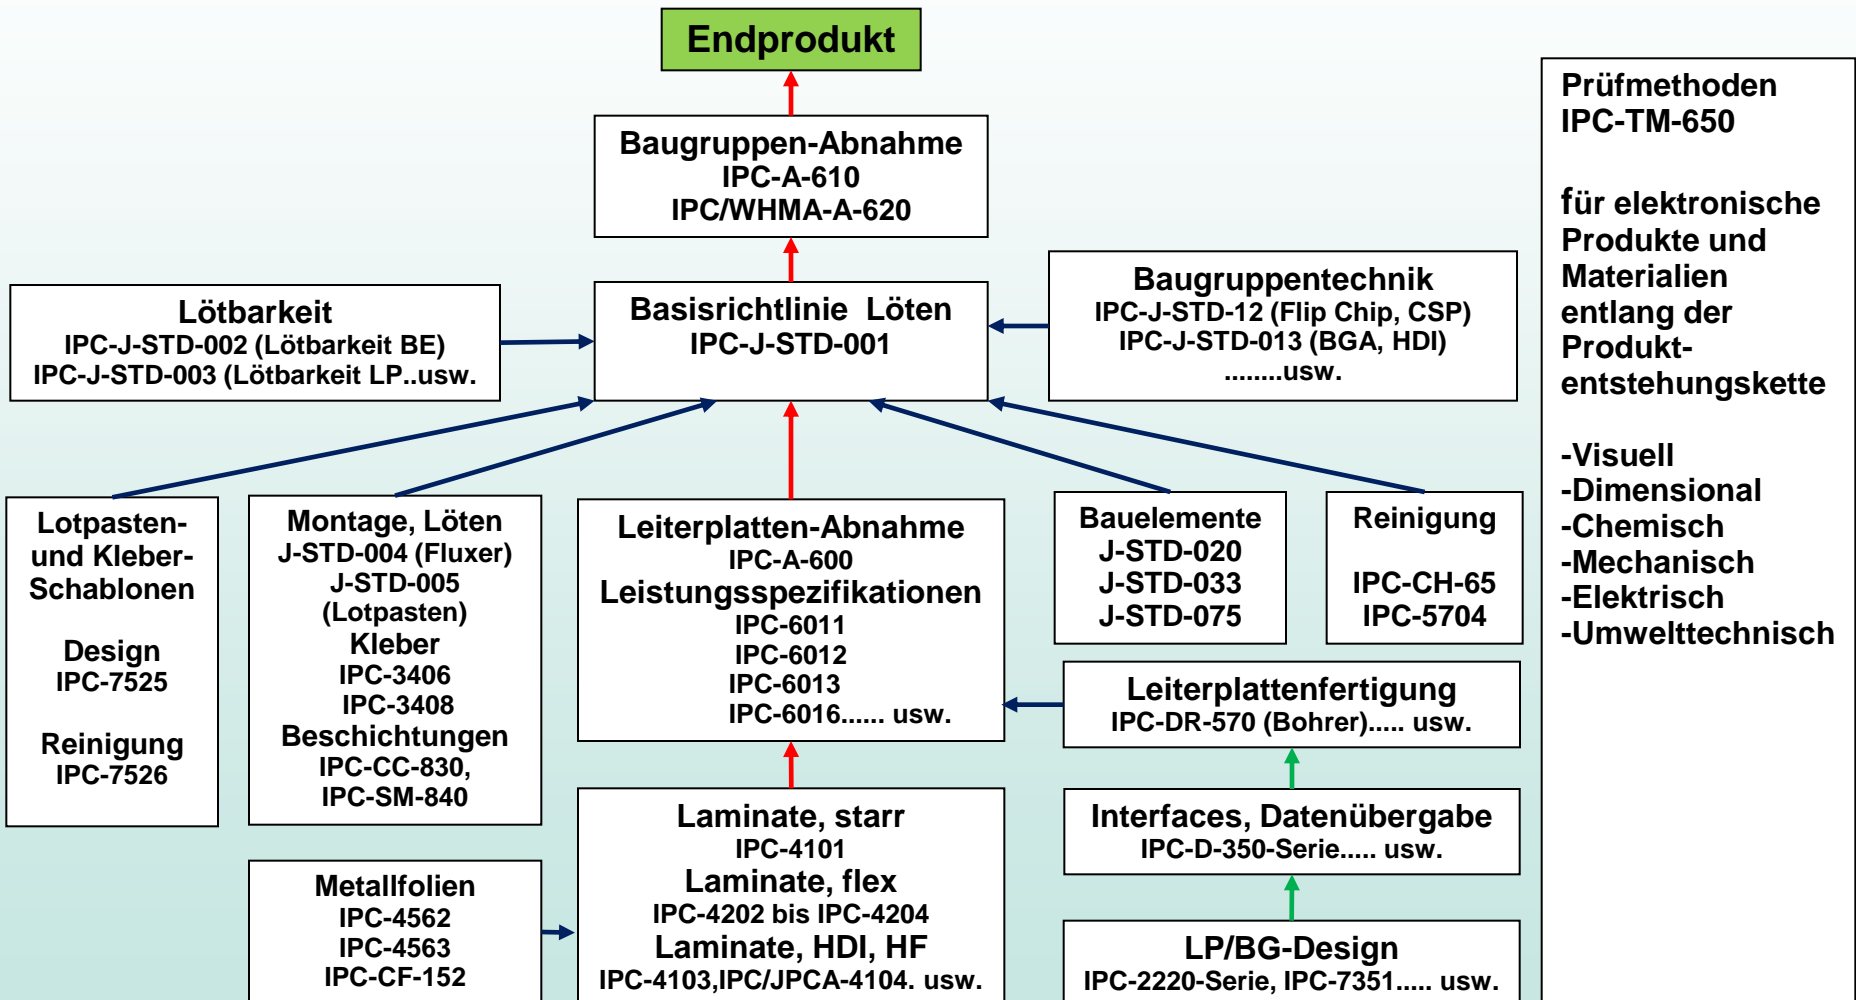 Endprodukt
Baugruppen-Abnahme
IPC-A-610
IPC/WHMA-A-620
Lötbarkeit
IPC-J-STD-002 (Lötbarkeit BE)
IPC-J-STD-003 (Lötbarkeit LP..usw.
Basisrichtlinie Löten
IPC-J-STD-001
Baugruppentechnik
IPC-J-STD-12 (Flip Chip, CSP)
IPC-J-STD-013 (BGA, HDI)
........usw.
Lotpasten-
und Kleber-
Schablonen
Design
IPC-7525
Reinigung
IPC-7526
Montage, Löten
J-STD-004 (Fluxer)
J-STD-005
(Lotpasten)
Kleber
IPC-3406
IPC-3408
Beschichtungen
IPC-CC-830,
IPC-SM-840
Leiterplatten-Abnahme
IPC-A-600
Leistungsspezifikationen
IPC-6011
IPC-6012
IPC-6013
IPC-6016...... usw.
Bauelemente
J-STD-020
J-STD-033
J-STD-075
Reinigung
IPC-CH-65
IPC-5704
Leiterplattenfertigung
IPC-DR-570 (Bohrer)..... usw.
Interfaces, Datenübergabe
IPC-D-350-Serie..... usw.
LP/BG-Design
IPC-2220-Serie, IPC-7351..... usw.
Metallfolien
IPC-4562
IPC-4563
IPC-CF-152
Laminate, starr
IPC-4101
Laminate, flex
IPC-4202 bis IPC-4204
Laminate, HDI, HF
IPC-4103,IPC/JPCA-4104. usw.
Prüfmethoden
IPC-TM-650
für elektronische
Produkte und
Materialien
entlang der
Produkt-
entstehungskette
-Visuell
-Dimensional
-Chemisch
-Mechanisch
-Elektrisch
-Umwelttechnisch